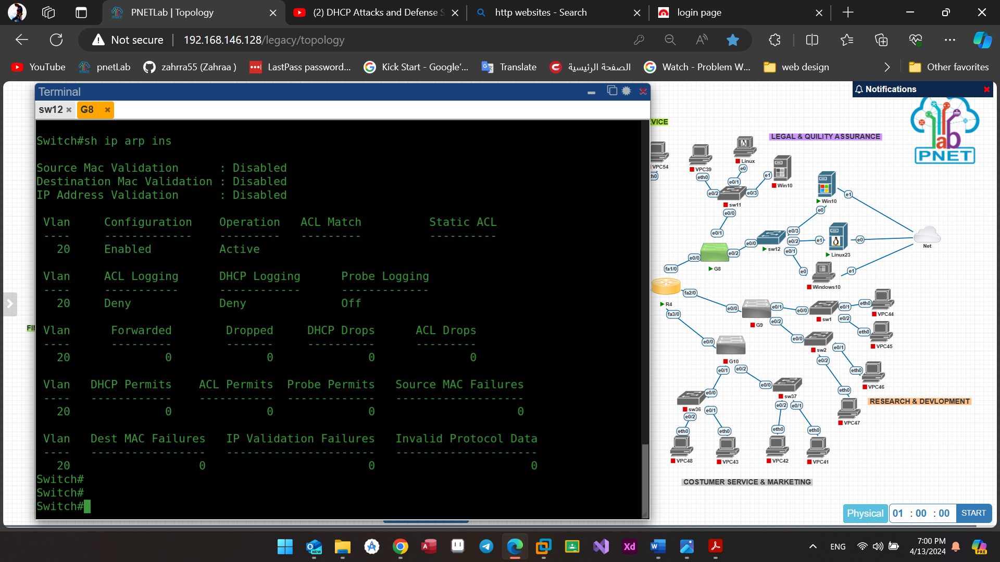 PNETLab | Topology
(2) DHCP Attacks and Defense S
http websites - Search
login page
Not secure
192.168.146.128/legacy/topology
YouTube
pnetLab
zahrra55 (Zahraa )
LastPass password...
Kick Start - Google'...
Translate
الصفحة الرئيسية
Watch - Problem W...
web design
Other favorites
Terminal
sw12
G8
Switch#sh ip arp ins
Source Mac Validation : Disabled
Destination Mac Validation : Disabled
IP Address Validation : Disabled
Vlan Configuration Operation ACL Match Static ACL
---- ------------- --------- --------- ----------
20 Enabled Active
Vlan ACL Logging DHCP Logging Probe Logging
---- ----------- ------------ -------------
20 Deny Deny Off
Vlan Forwarded Dropped DHCP Drops ACL Drops
---- --------- ------- ---------- ---------
20 0 0 0 0
Vlan DHCP Permits ACL Permits Probe Permits Source MAC Failures
---- ------------ ----------- ------------- -------------------
20 0 0 0 0
Vlan Dest MAC Failures IP Validation Failures Invalid Protocol Data
---- ----------------- ---------------------- ---------------------
20 0 0 0
Switch#
Switch#
Switch#
Notifications
lab
PNET
VICE
LEGAL & QUILITY ASSURANCE
VPC54
VPC39
eth0
Linux
e0
e1
Win10
e0/1
e0/2
e0/3
sw11
e0/0
e0/1
Win10
e1
e0
e0/3
e0/0
sw12
e0/2
e1
e0
Linux23
Net
e0/1
e0/0
e0/2
G8
fa1/0
e0
e1
Windows10
R4
fa2/0
fa3/0
e0/0
e0/1
e0/2
G9
e0/0
sw1
e0/1
eth0
VPC44
e0/2
eth0
VPC45
e0/0
sw2
e0/1
e0/2
eth0
VPC46
eth0
VPC47
e0/0
G10
e0/1
e0/2
e0/0
sw37
e0/0
sw36
e0/1
e0/2
e0/2
e0/1
eth0
VPC48
eth0
VPC43
eth0
VPC42
eth0
VPC41
RESEARCH & DEVLOPMENT
COSTUMER SERVICE & MARKETING
Physical
01 : 00 : 00
START
ENG
7:00 PM
4/13/2024
NEW
Xd
PRE